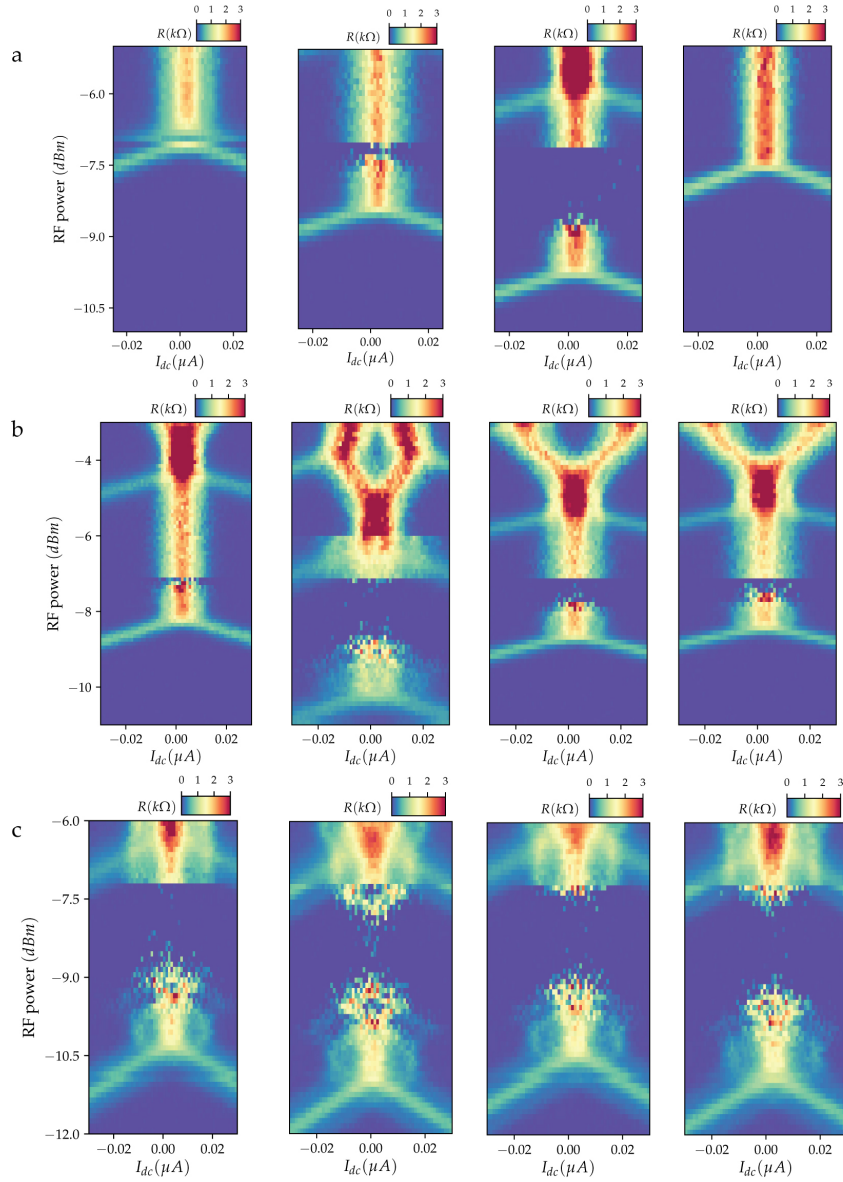 a
R(kΩ) 0 1 2 3
R(kΩ) 0 1 2 3
R(kΩ) 0 1 2 3
R(kΩ) 0 1 2 3
RF power (dBm)
−6.0
−7.5
−9.0
−10.5
−0.02 0.00 0.02
−0.02 0.00 0.02
−0.02 0.00 0.02
−0.02 0.00 0.02
I_dc(μA)
I_dc(μA)
I_dc(μA)
I_dc(μA)
b
R(kΩ) 0 1 2 3
R(kΩ) 0 1 2 3
R(kΩ) 0 1 2 3
R(kΩ) 0 1 2 3
RF power (dBm)
−4
−6
−8
−10
−0.02 0.00 0.02
−0.02 0.00 0.02
−0.02 0.00 0.02
−0.02 0.00 0.02
I_dc(μA)
I_dc(μA)
I_dc(μA)
I_dc(μA)
c
R(kΩ) 0 1 2 3
R(kΩ) 0 1 2 3
R(kΩ) 0 1 2 3
R(kΩ) 0 1 2 3
RF power (dBm)
−6.0
−7.5
−9.0
−10.5
−12.0
−0.02 0.00 0.02
−0.02 0.00 0.02
−0.02 0.00 0.02
−0.02 0.00 0.02
I_dc(μA)
I_dc(μA)
I_dc(μA)
I_dc(μA)